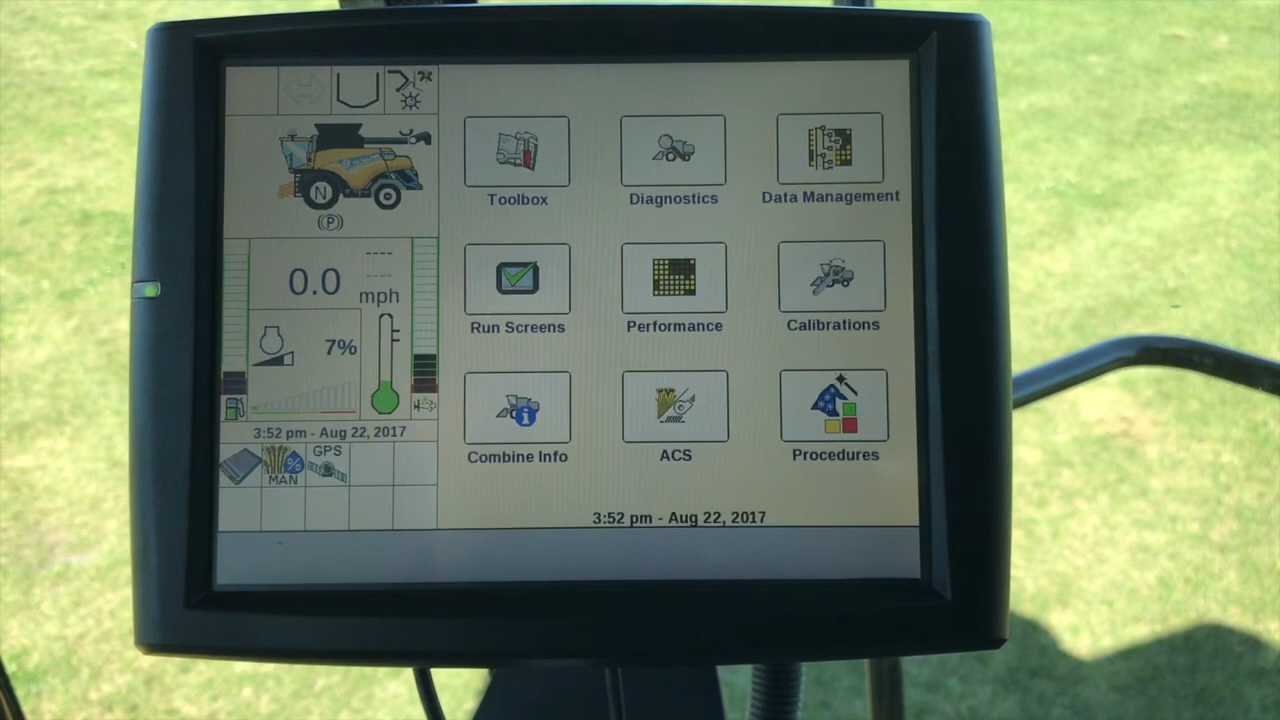 N
(P)
0.0
----
----
mph
7%
3:52 pm - Aug 22, 2017
GPS
MAN
Toolbox
Diagnostics
Data Management
Run Screens
Performance
Calibrations
Combine Info
ACS
Procedures
3:52 pm - Aug 22, 2017